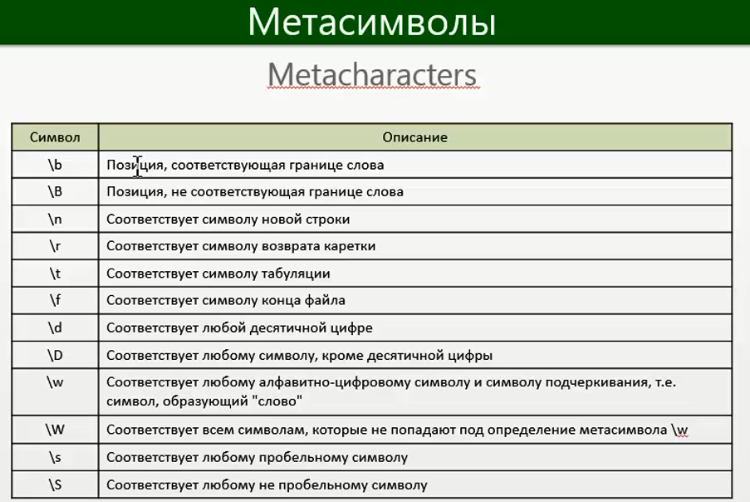 Метасимволы
Metacharacters
Символ Описание
\b Позиция, соответствующая границе слова
\B Позиция, не соответствующая границе слова
\n Соответствует символу новой строки
\r Соответствует символу возврата каретки
\t Соответствует символу табуляции
\f Соответствует символу конца файла
\d Соответствует любой десятичной цифре
\D Соответствует любому символу, кроме десятичной цифры
\w Соответствует любому алфавитно-цифровому символу и символу подчеркивания, т.е.
символ, образующий "слово"
\W Соответствует всем символам, которые не попадают под определение метасимвола \w
\s Соответствует любому пробельному символу
\S Соответствует любому не пробельному символу